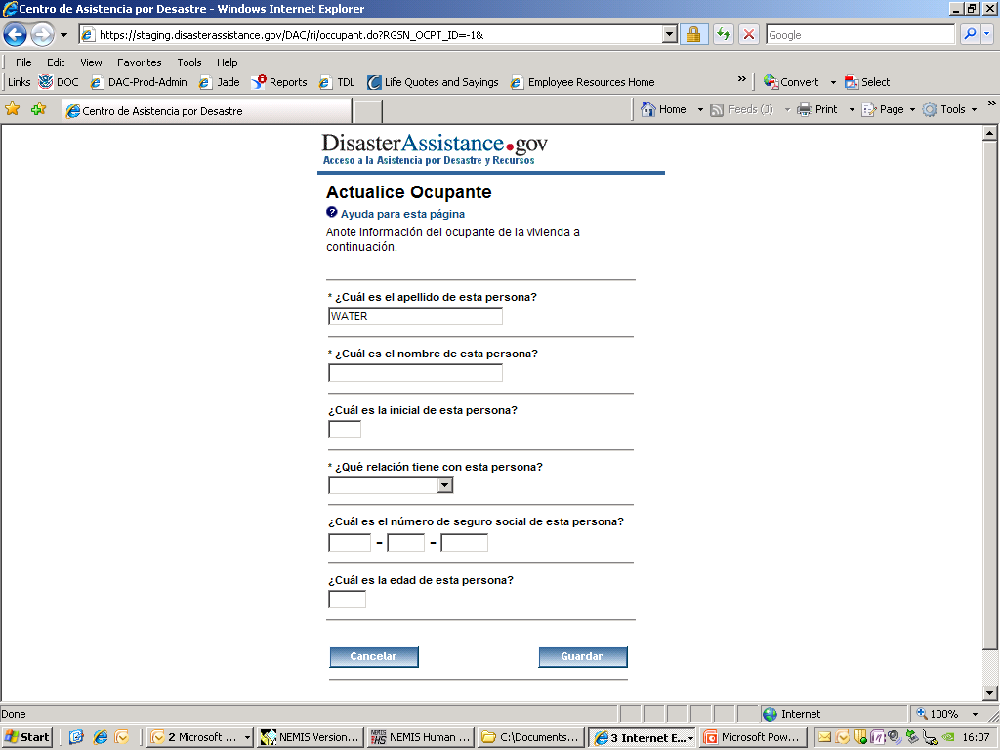 Centro de Asistencia por Desastre - Windows Internet Explorer
https://staging.disasterassistance.gov/DAC/ri/occupant.do?RGSN_OCPT_ID=-1&
Google
File Edit View Favorites Tools Help
Links DOC DAC-Prod-Admin Jade Reports TDL Life Quotes and Sayings Employee Resources Home » Convert Select
Centro de Asistencia por Desastre Home Feeds (J) Print Page Tools »
DisasterAssistance.gov
Acceso a la Asistencia por Desastre y Recursos
Actualice Ocupante
? Ayuda para esta página
Anote información del ocupante de la vivienda a
continuación.
* ¿Cuál es el apellido de esta persona?
WATER
* ¿Cuál es el nombre de esta persona?
¿Cuál es la inicial de esta persona?
* ¿Qué relación tiene con esta persona?
¿Cuál es el número de seguro social de esta persona?
- -
¿Cuál es la edad de esta persona?
Cancelar Guardar
Done Internet 100%
Start 2 Microsoft ... NEMIS Version... NEMIS Human ... C:\Documents... 3 Internet E... Microsoft Pow... 16:07